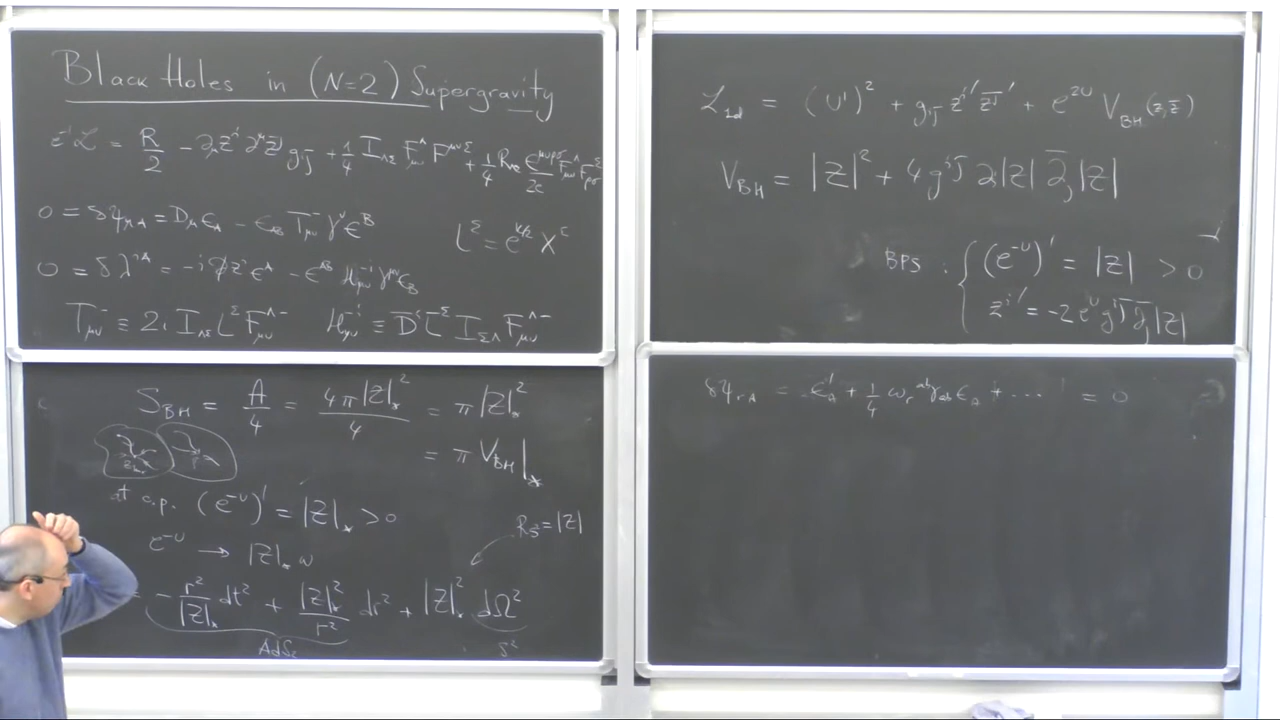 Black Holes in (N=2) Supergravity
e⁻¹ℒ = R/2 − ∂_μ z^i ∂^μ z̄^j̄ g_ij̄ + 1/4 I_ΛΣ F^Λ_μν F^μνΣ + 1/4 R_ΛΣ ε^μνρσ/2e F^Λ_μν F^Σ_ρσ
0 = δψ_μA = D_μ ε_A − ε_AB T⁻_μν γ^ν ε^B
L^Σ = e^{K/2} X^Σ
0 = δλ^iA = −i ∂̸z^i ε^A − ε^AB H^{i−}_μν γ^μν ε_B
T⁻_μν ≡ 2i I_ΛΣ L^Σ F^Λ−_μν H^{i−}_μν ≡ D̄^i L̄^Σ I_ΣΛ F^Λ−_μν
S_BH = A/4 = 4π|Z|²_*/4 = π|Z|²_*
= π V_BH|_*
at c.p. (e^{−U})' = |Z|_* > 0
e^{−U} → |Z|_* ω
R_S² = |Z|
= −r²/|Z|_* dt² + |Z|²_*/r² dr² + |Z|²_* dΩ²
AdS₂ S²
ℒ_1d = (U')² + g_ij̄ z^i' z̄^j̄' + e^{2U} V_BH(z,z̄)
V_BH = |Z|² + 4 g^{ij̄} ∂_i|Z| ∂̄_j̄|Z|
BPS : { (e^{−U})' = |Z| > 0
z^i' = −2 e^U g^{ij̄} ∂̄_j̄|Z|
δψ_rA = ε'_A + 1/4 ω_r^ab γ_ab ε_A + ... = 0